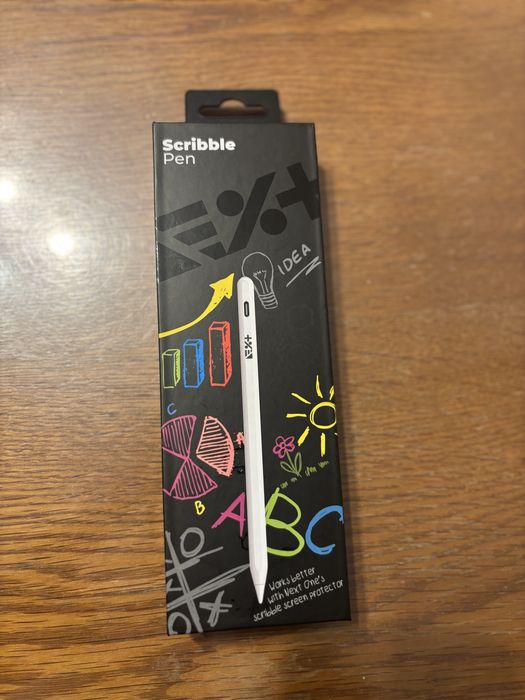 Scribble
Pen
IDEA
C
A
B
ABC
O
O
X
X
Works better
with Next One's
scribble screen protector